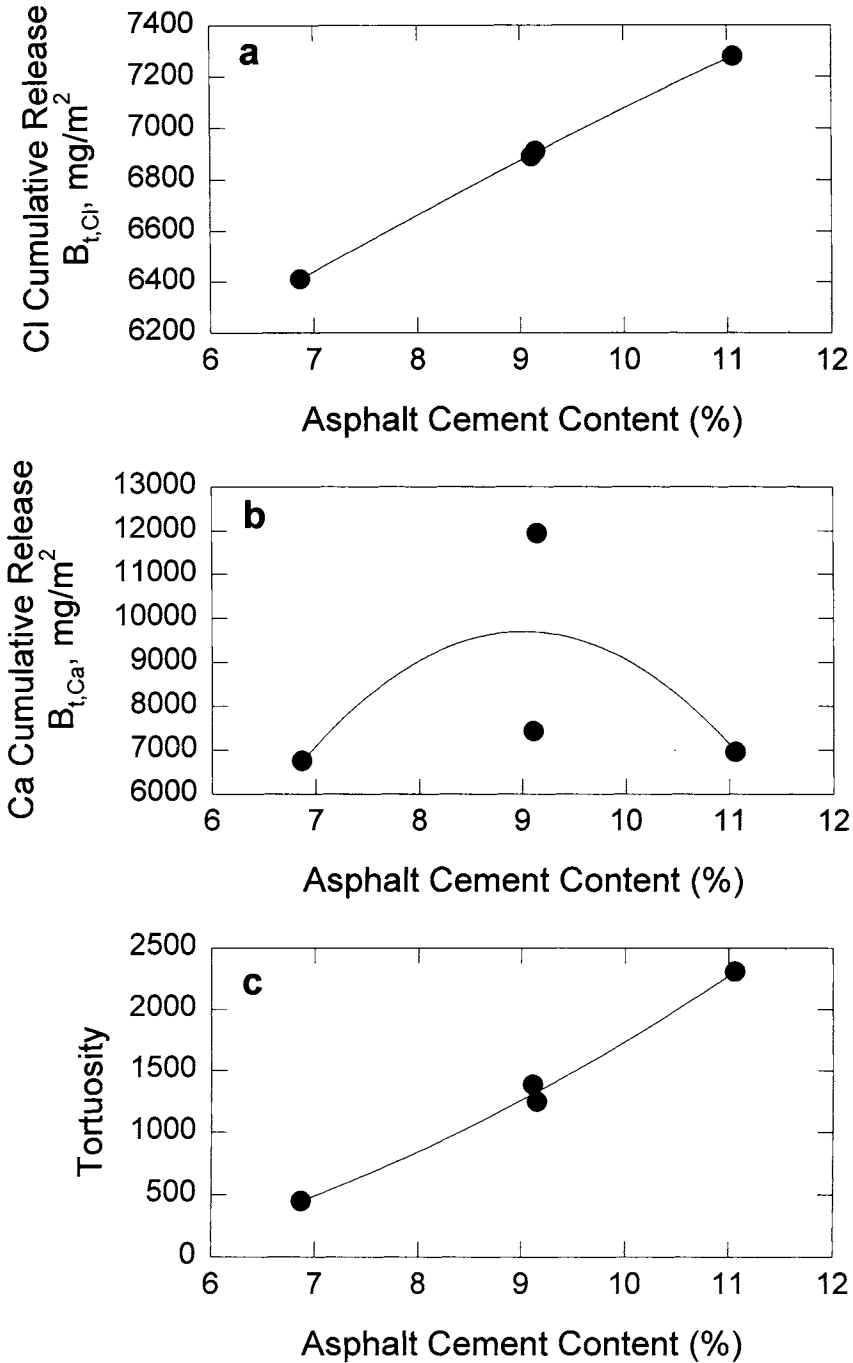 a
Cl Cumulative Release
B_t,Cl, mg/m²
7400
7200
7000
6800
6600
6400
6200
6 7 8 9 10 11 12
Asphalt Cement Content (%)
b
Ca Cumulative Release
B_t,Ca, mg/m²
13000
12000
11000
10000
9000
8000
7000
6000
6 7 8 9 10 11 12
Asphalt Cement Content (%)
c
Tortuosity
2500
2000
1500
1000
500
0
6 7 8 9 10 11 12
Asphalt Cement Content (%)